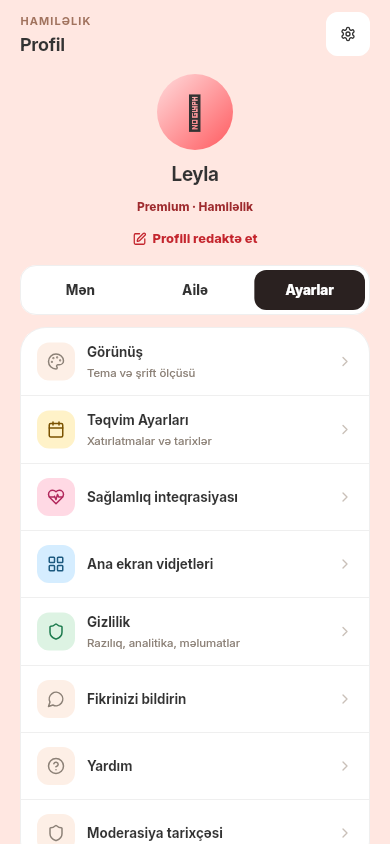 HAMILƏLIK
Profil
Leyla
Premium · Hamiləlik
Profili redaktə et
Mən
Ailə
Ayarlar
Görünüş
Tema və şrift ölçüsü
Təqvim Ayarları
Xatırlatmalar və tarixlər
Sağlamlıq inteqrasiyası
Ana ekran vidjetləri
Gizlilik
Razılıq, analitika, məlumatlar
Fikrinizi bildirin
Yardım
Moderasiya tarixçəsi